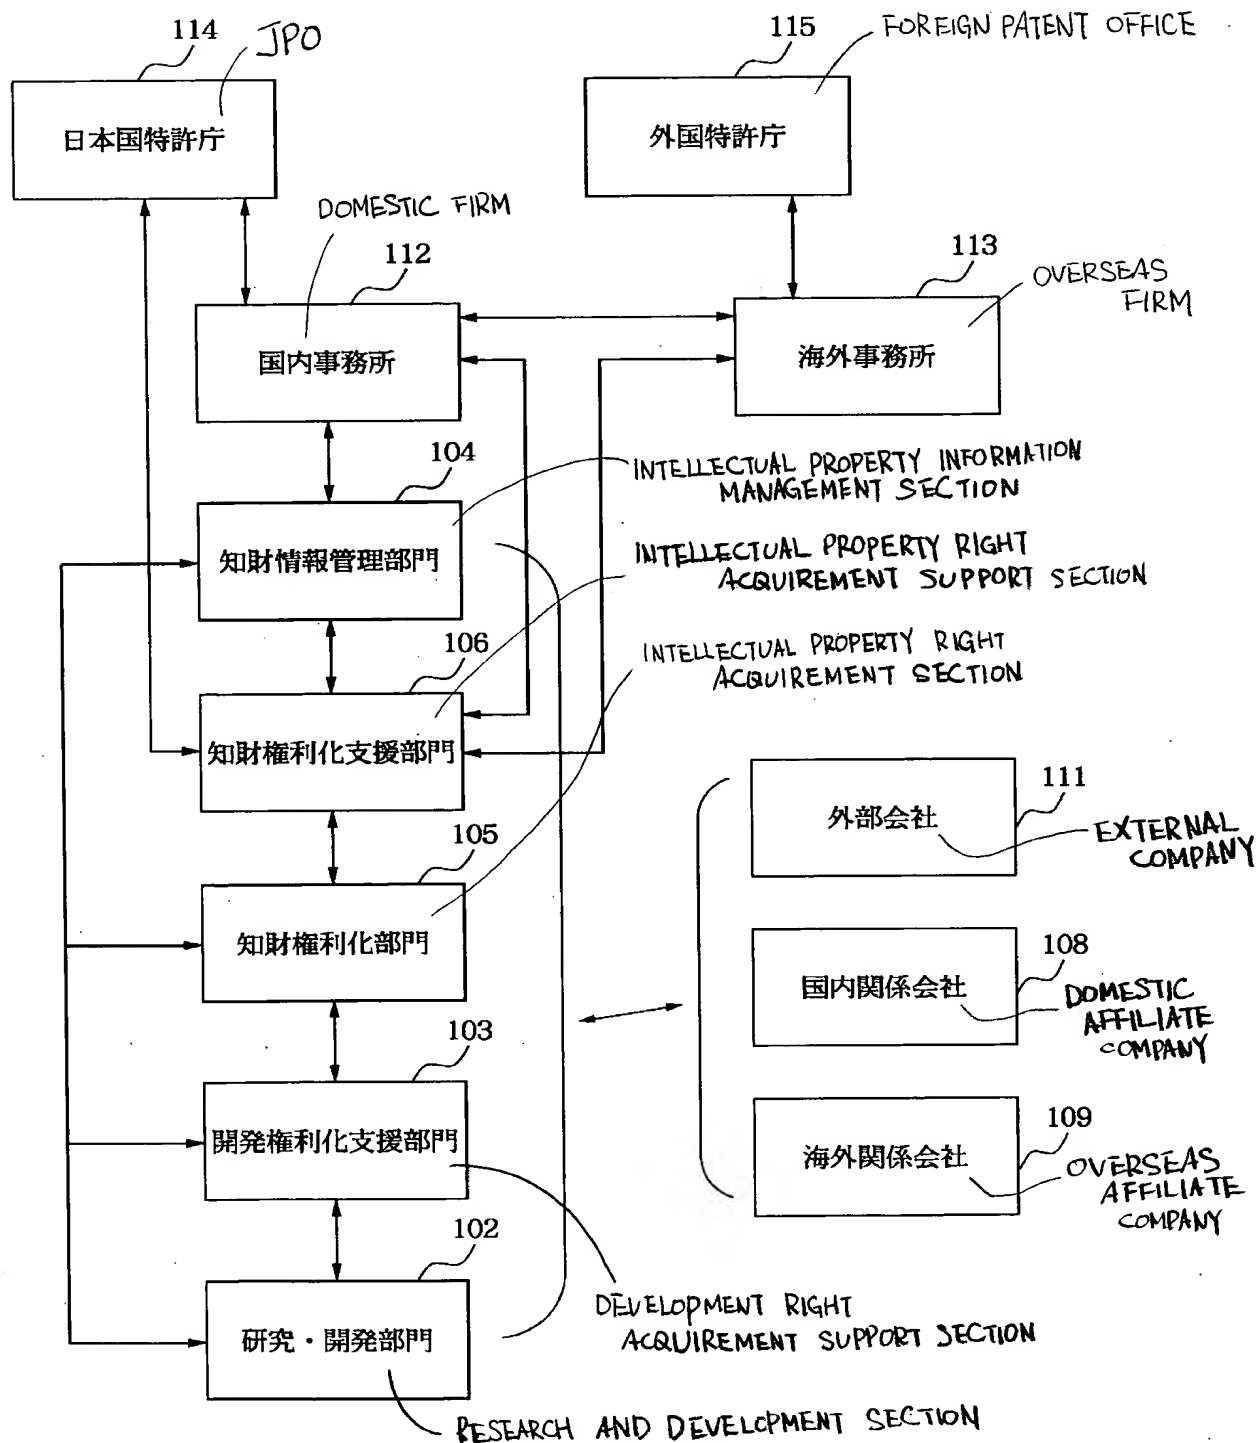 114
JPO
日本国特許庁
115
FOREIGN PATENT OFFICE
外国特許庁
DOMESTIC FIRM
112
国内事務所
113
OVERSEAS
FIRM
海外事務所
104
INTELLECTUAL PROPERTY INFORMATION
MANAGEMENT SECTION
知財情報管理部門
INTELLECTUAL PROPERTY RIGHT
ACQUIREMENT SUPPORT SECTION
106
知財権利化支援部門
INTELLECTUAL PROPERTY RIGHT
ACQUIREMENT SECTION
105
知財権利化部門
111
外部会社
EXTERNAL
COMPANY
108
国内関係会社
DOMESTIC
AFFILIATE
COMPANY
103
開発権利化支援部門
109
海外関係会社
OVERSEAS
AFFILIATE
COMPANY
DEVELOPMENT RIGHT
ACQUIREMENT SUPPORT SECTION
102
研究・開発部門
RESEARCH AND DEVELOPMENT SECTION